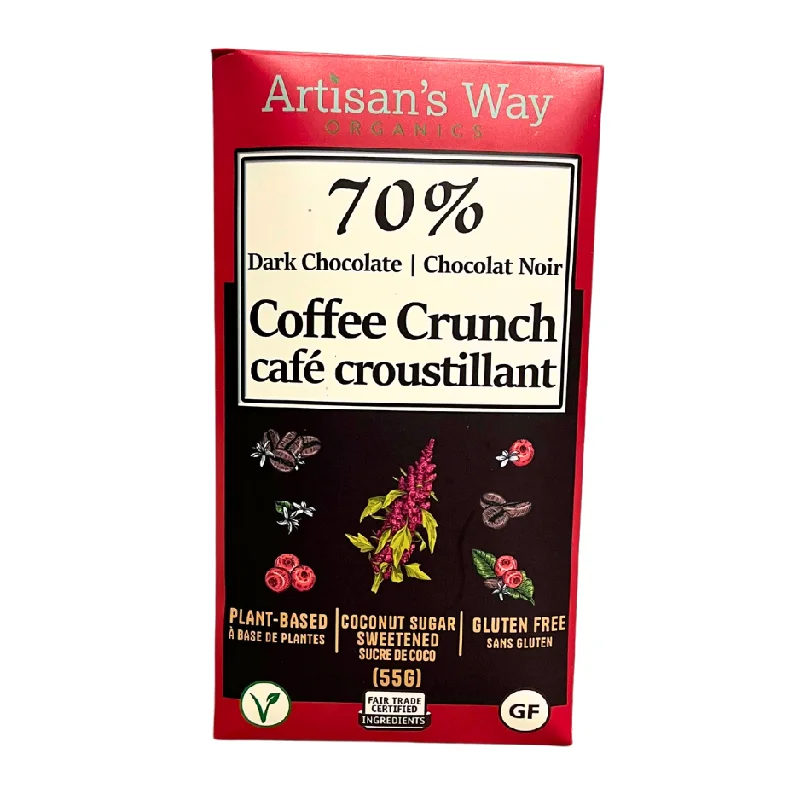 Artisan's Way
ORGANICS
70%
Dark Chocolate | Chocolat Noir
Coffee Crunch
café croustillant
PLANT-BASED
À BASE DE PLANTES
COCONUT SUGAR
SWEETENED
SUCRE DE COCO
GLUTEN FREE
SANS GLUTEN
(55G)
V
FAIR TRADE
CERTIFIED
INGREDIENTS
GF